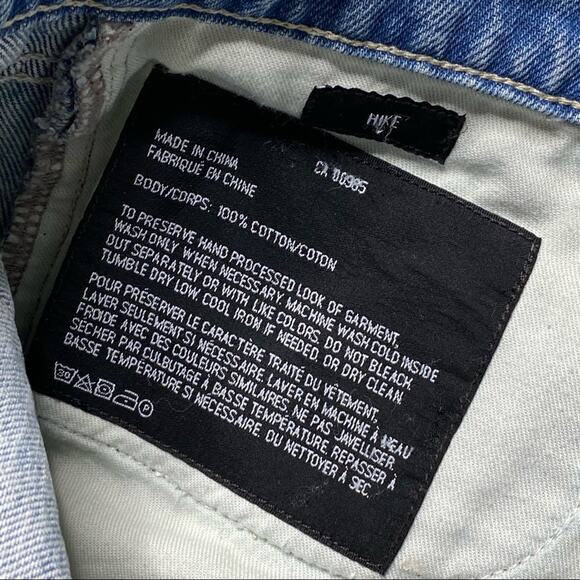 HIKE
MADE IN CHINA CA 00985
FABRIQUÉ EN CHINE
BODY/CORPS: 100% COTTON/COTON
TO PRESERVE HAND PROCESSED LOOK OF GARMENT,
WASH ONLY WHEN NECESSARY. MACHINE WASH COLD INSIDE
OUT SEPARATELY OR WITH LIKE COLORS. DO NOT BLEACH.
TUMBLE DRY LOW. COOL IRON IF NEEDED, OR DRY CLEAN.
POUR PRÉSERVER LE CARACTÈRE TRAITÉ DU VÊTEMENT,
LAVER SEULEMENT SI NÉCESSAIRE. LAVER EN MACHINE À L'EAU
FROIDE AVEC DES COULEURS SIMILAIRES. NE PAS JAVELLISER.
SÉCHER PAR CULBUTAGE À BASSE TEMPÉRATURE. REPASSER À
BASSE TEMPÉRATURE SI NÉCESSAIRE. OU NETTOYER À SEC.
30 P